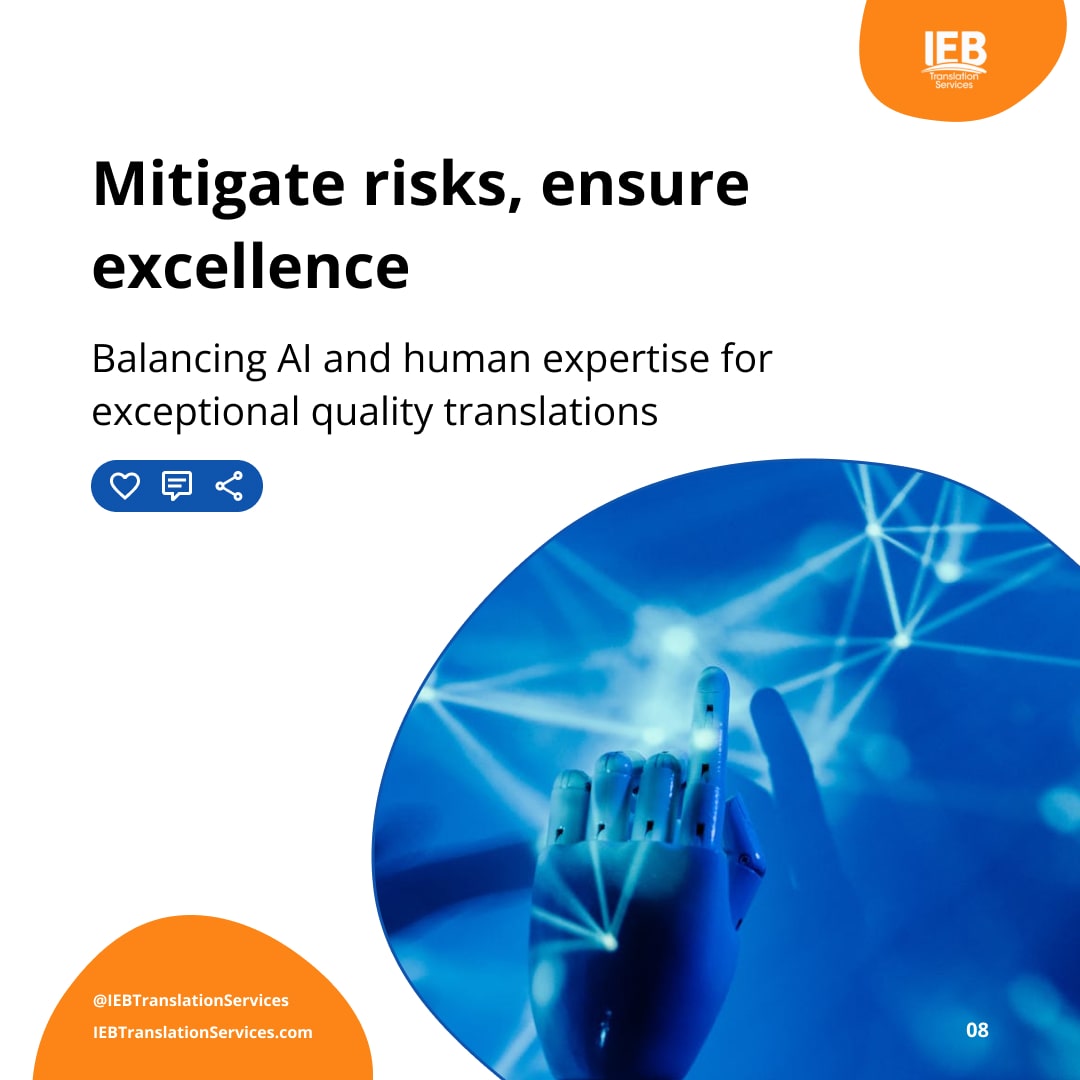 IEB
Translation
Services
Mitigate risks, ensure
excellence
Balancing AI and human expertise for
exceptional quality translations
@IEBTranslationServices
IEBTranslationServices.com
08